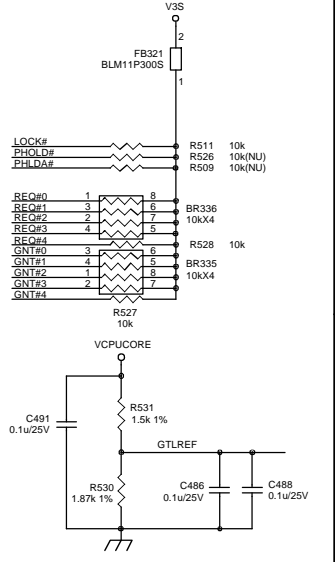 V3S
2
FB321
BLM11P300S
1
LOCK# R511 10k
PHOLD# R526 10k(NU)
PHLDA# R509 10k(NU)
REQ#0 1 8
REQ#1 3 6 BR336
REQ#2 2 7 10kX4
REQ#3 4 5
REQ#4 R528 10k
GNT#0 3 6
GNT#1 4 5 BR335
GNT#2 1 8 10kX4
GNT#3 2 7
GNT#4
R527
10k
VCPUCORE
R531
1.5k 1%
C491
0.1u/25V
GTLREF
R530
1.87k 1%
C486
0.1u/25V
C488
0.1u/25V